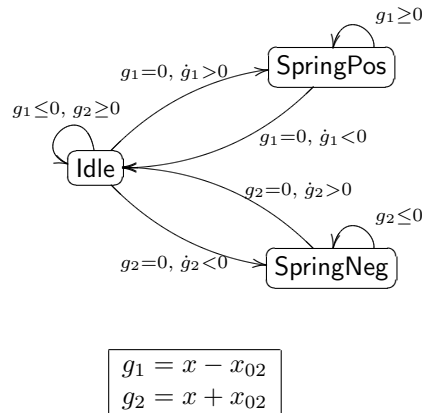 g₁≥0
SpringPos
g₁=0, ġ₁>0
g₁≤0, g₂≥0
g₁=0, ġ₁<0
Idle
g₂=0, ġ₂>0
g₂≤0
g₂=0, ġ₂<0
SpringNeg
g₁ = x − x₀₂
g₂ = x + x₀₂